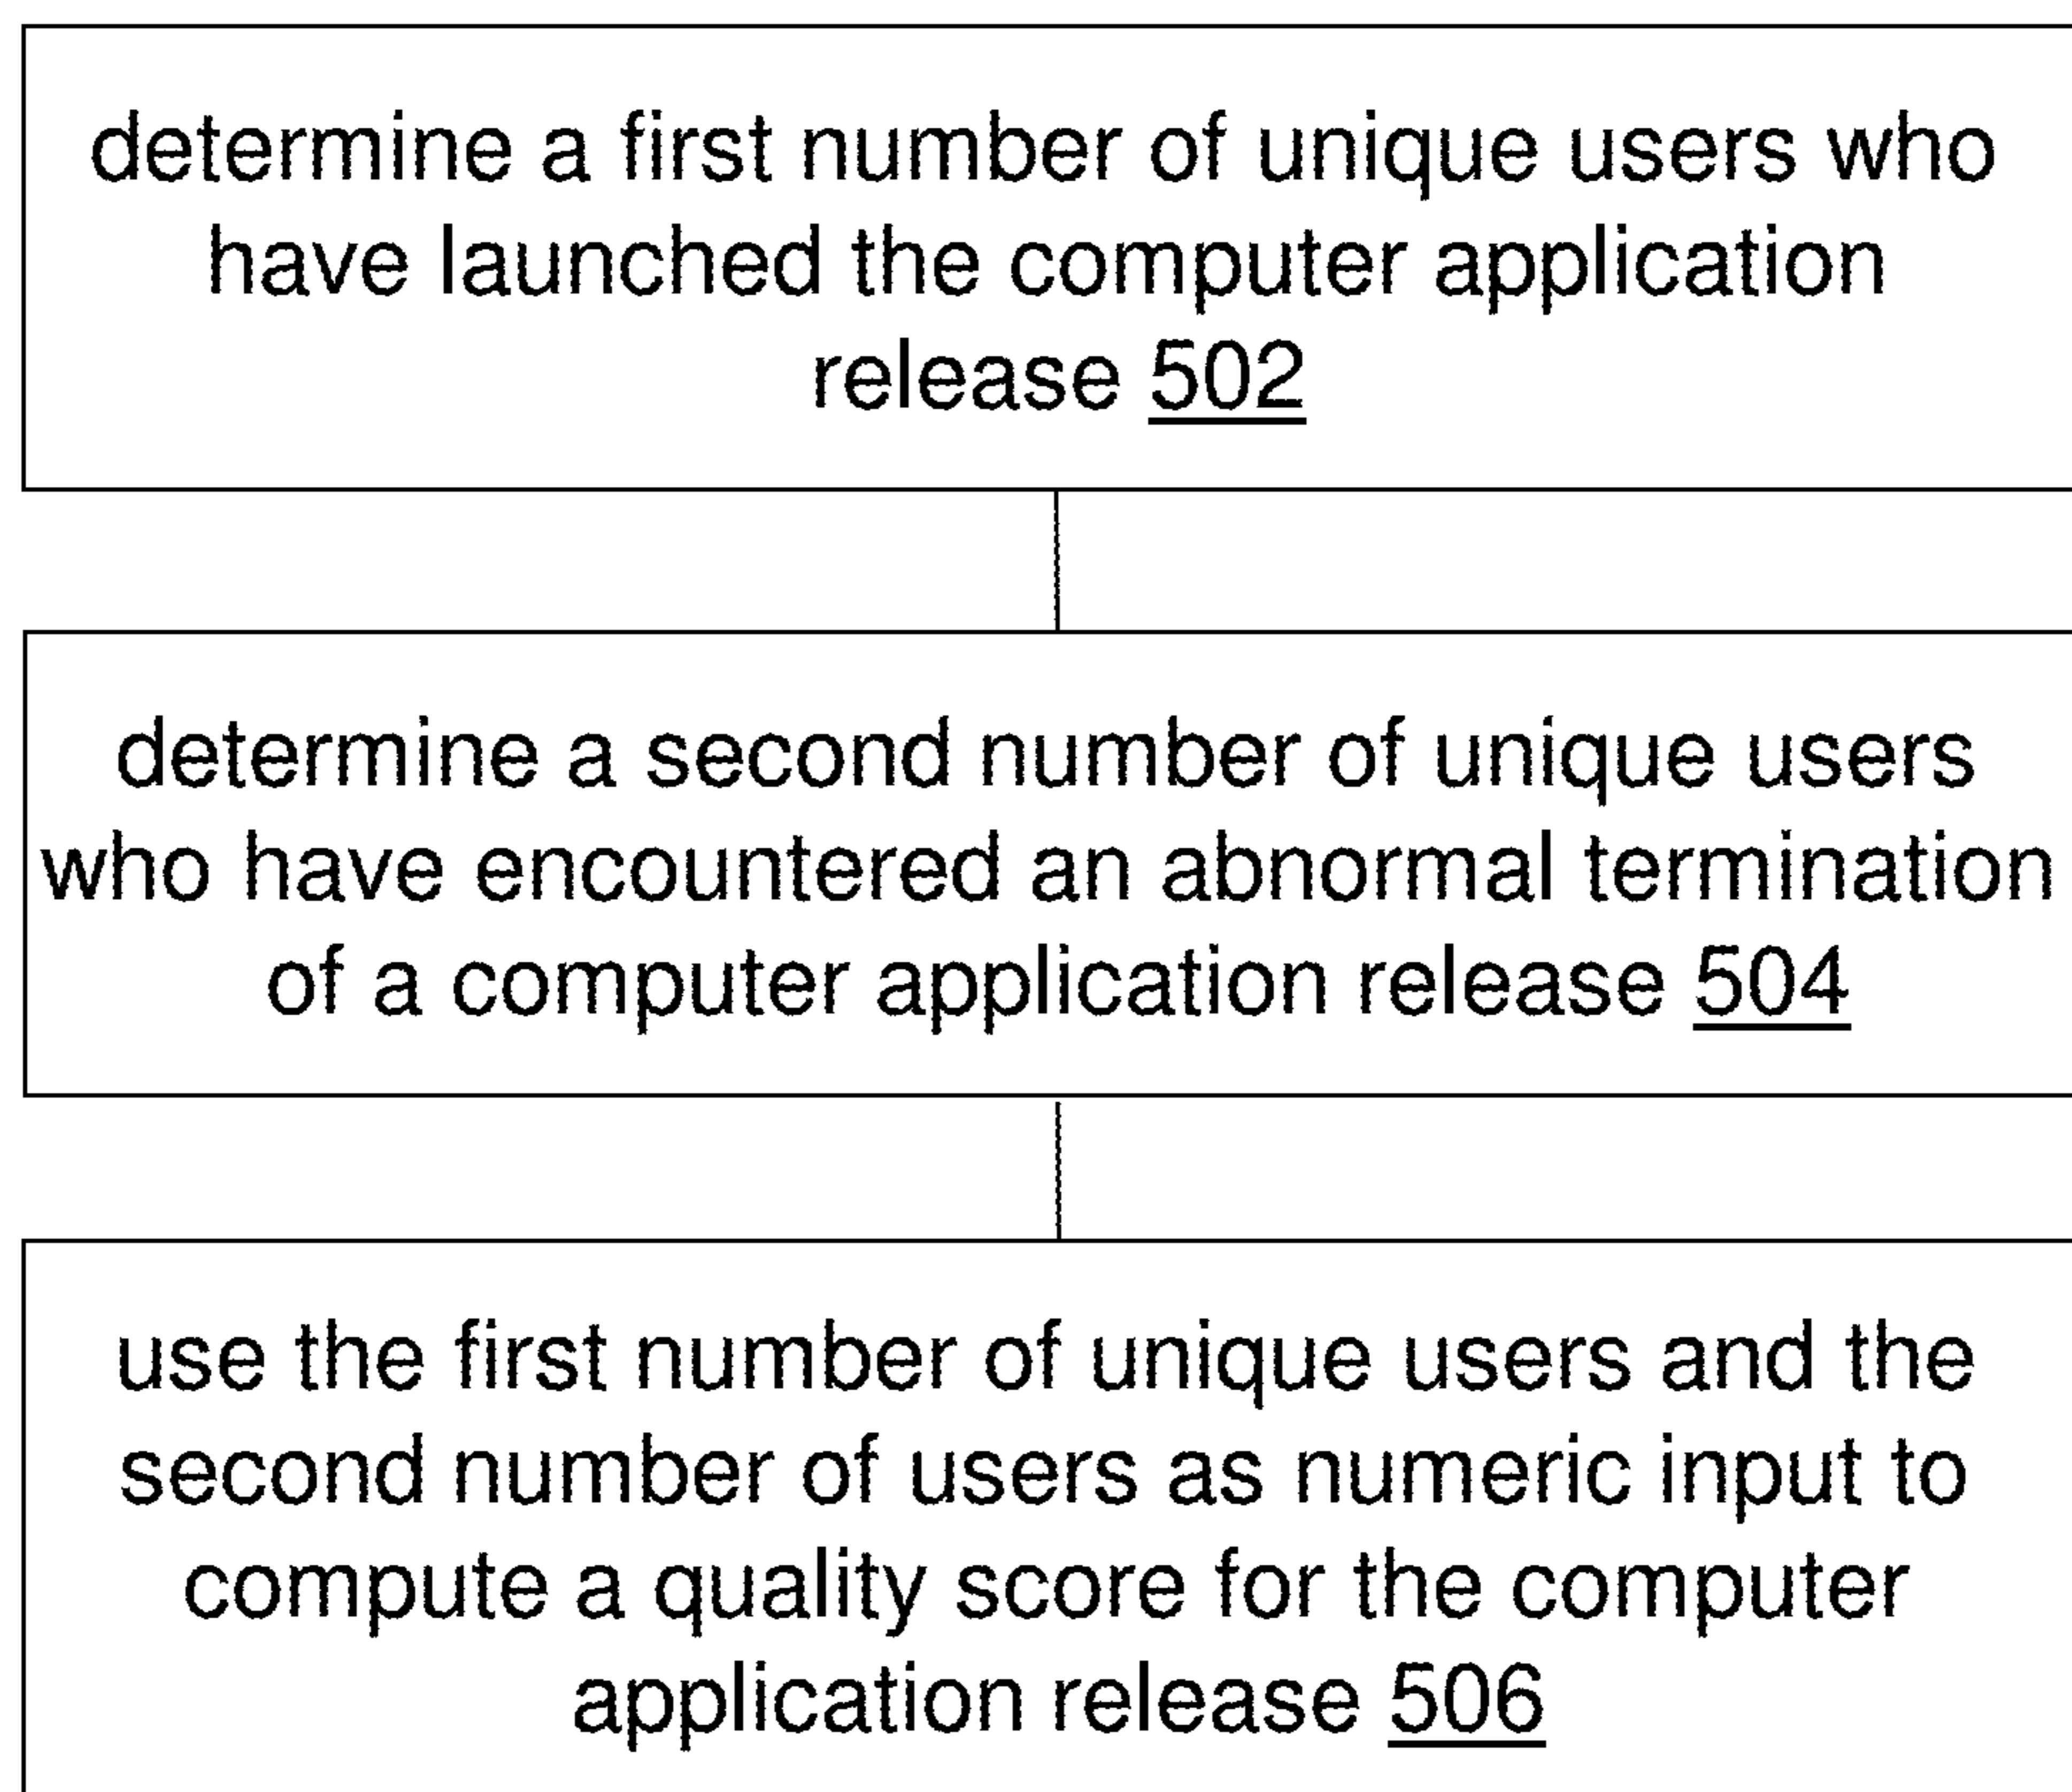 determine a first number of unique users who
have launched the computer application
release 502
determine a second number of unique users
who have encountered an abnormal termination
of a computer application release 504
use the first number of unique users and the
second number of users as numeric input to
compute a quality score for the computer
application release 506